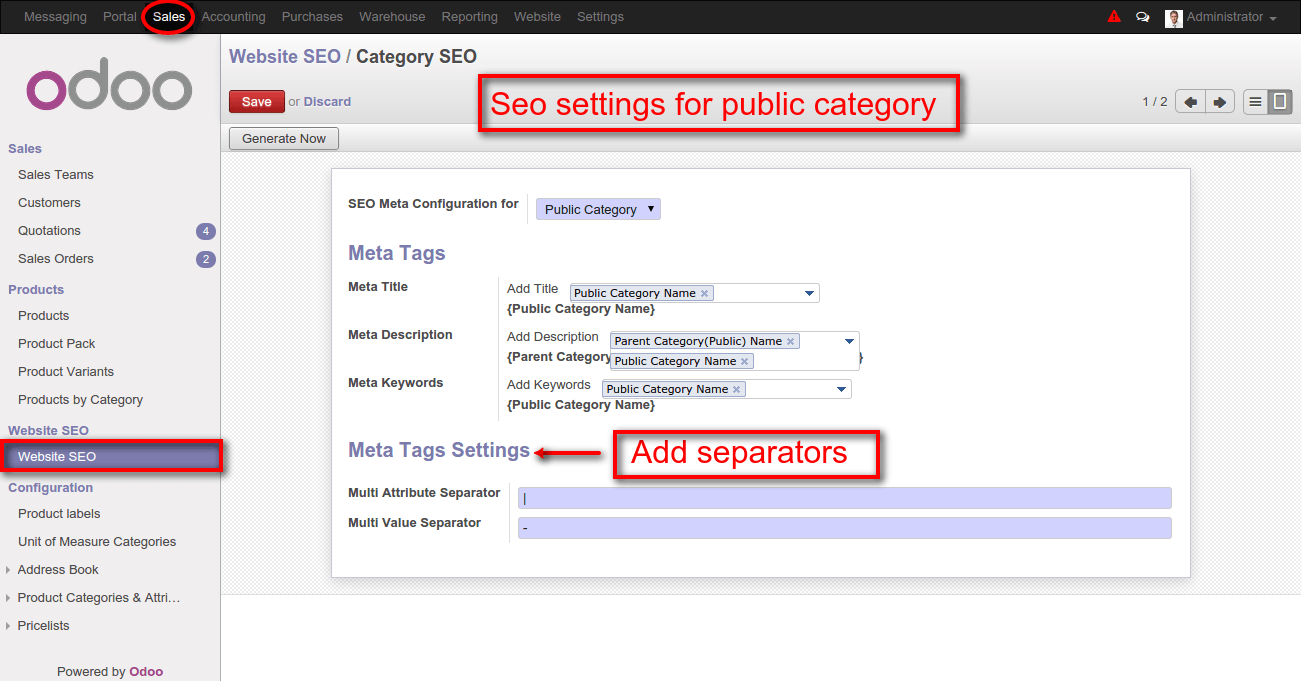 Messaging Portal Sales Accounting Purchases Warehouse Reporting Website Settings Administrator
odoo
Sales
Sales Teams
Customers
Quotations 4
Sales Orders 2
Products
Products
Product Pack
Product Variants
Products by Category
Website SEO
Website SEO
Configuration
Product labels
Unit of Measure Categories
Address Book
Product Categories & Attri...
Pricelists
Powered by Odoo
Website SEO / Category SEO
Save or Discard
Seo settings for public category
1 / 2
Generate Now
SEO Meta Configuration for Public Category
Meta Tags
Meta Title Add Title Public Category Name ×
{Public Category Name}
Meta Description Add Description Parent Category(Public) Name ×
{Parent Category Public Category Name × }
Meta Keywords Add Keywords Public Category Name ×
{Public Category Name}
Meta Tags Settings Add separators
Multi Attribute Separator |
Multi Value Separator -